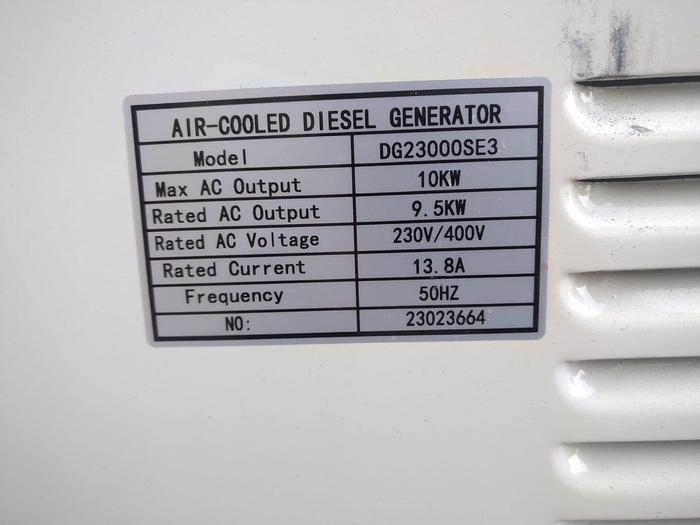 AIR-COOLED DIESEL GENERATOR
Model DG23000SE3
Max AC Output 10KW
Rated AC Output 9.5KW
Rated AC Voltage 230V/400V
Rated Current 13.8A
Frequency 50HZ
NO: 23023664